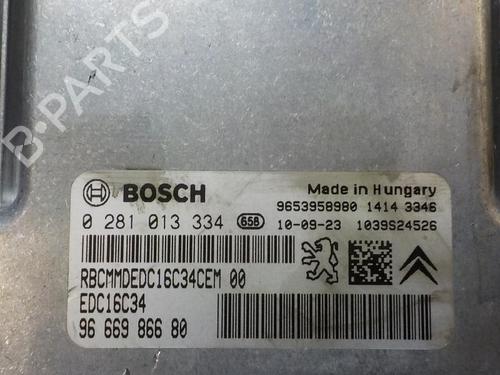 B-PARTS
BOSCH
Made in Hungary
9653958980 1414 3346
0 281 013 334 658 10-09-23 1039S24526
RBCMMDEDC16C34CEM 00
EDC16C34
96 669 866 80